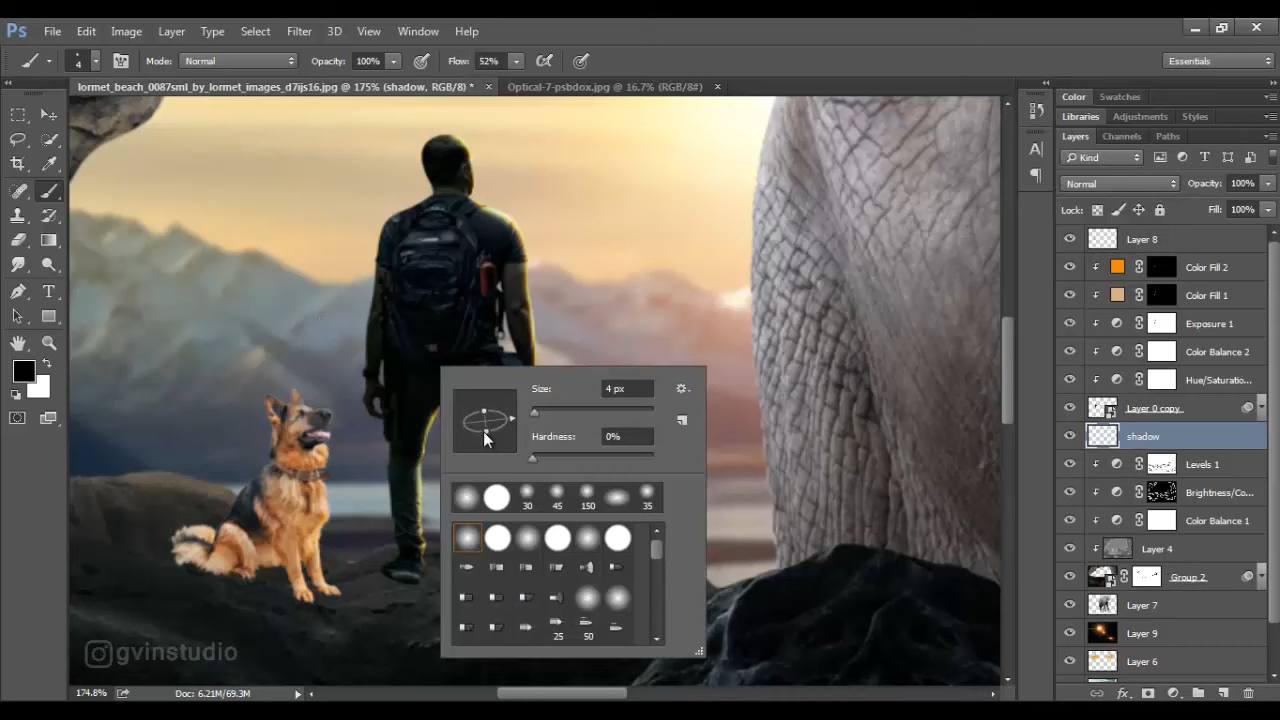 Ps File Edit Image Layer Type Select Filter 3D View Window Help
4 Mode: Normal Opacity: 100% Flow: 52% Essentials
lormet_beach_0087sml_by_lormet_images_d7ijs16.jpg @ 175% (shadow, RGB/8) * × Optical-7-psbdox.jpg @ 16.7% (RGB/8#) ×
Color Swatches
Libraries Adjustments Styles
Layers Channels Paths
Kind
Normal Opacity: 100%
Lock: Fill: 100%
Layer 8
Color Fill 2
Color Fill 1
Exposure 1
Color Balance 2
Hue/Saturatio...
Layer 0 copy
shadow
Levels 1
Brightness/Co...
Color Balance 1
Layer 4
Group 2
Layer 7
Layer 9
Layer 6
Size: 4 px
Hardness: 0%
30 45 150 35
25 50
gvinstudio
174.8% Doc: 6.21M/69.3M